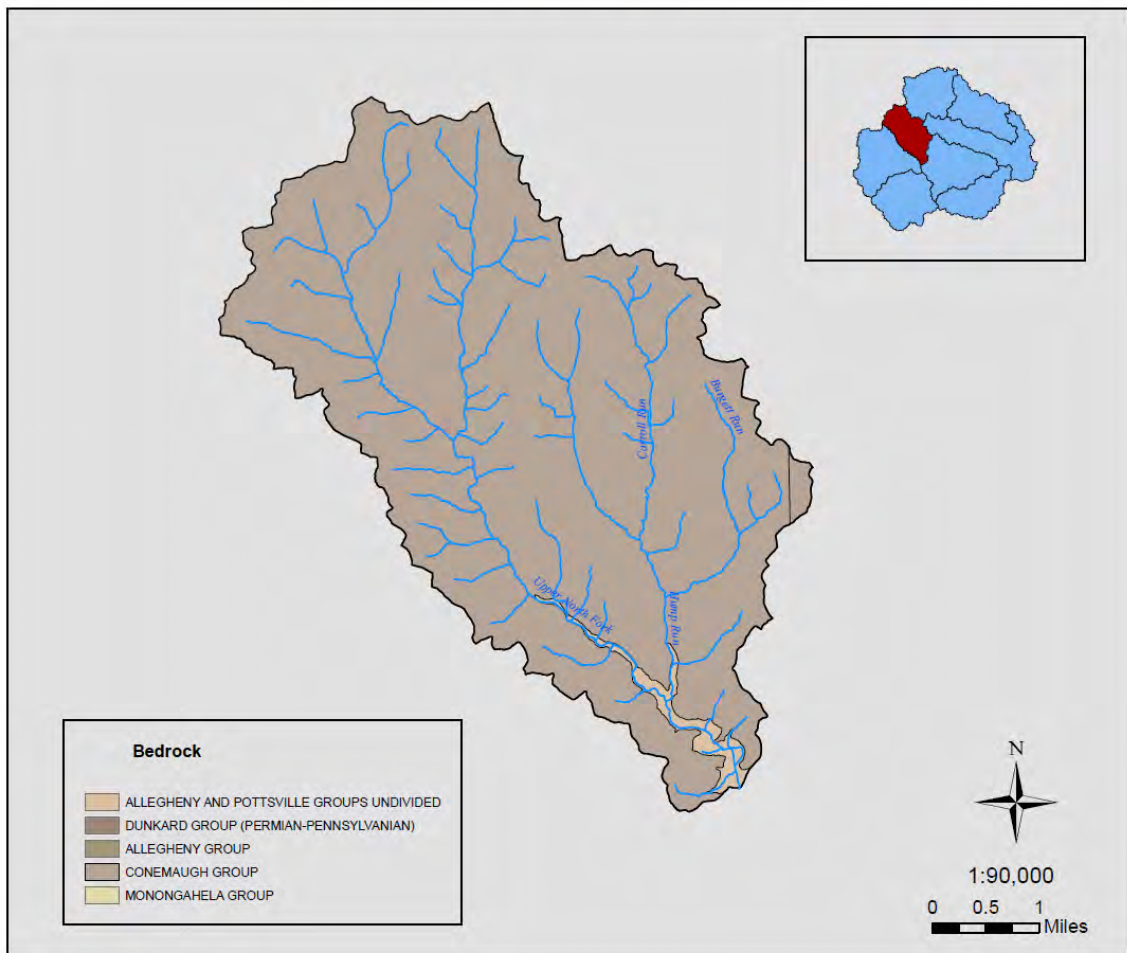 Burgett Run
Carroll Run
Upper North Fork
Hump Run
Bedrock
ALLEGHENY AND POTTSVILLE GROUPS UNDIVIDED
DUNKARD GROUP (PERMIAN-PENNSYLVANIAN)
ALLEGHENY GROUP
CONEMAUGH GROUP
MONONGAHELA GROUP
N
1:90,000
0 0.5 1
Miles